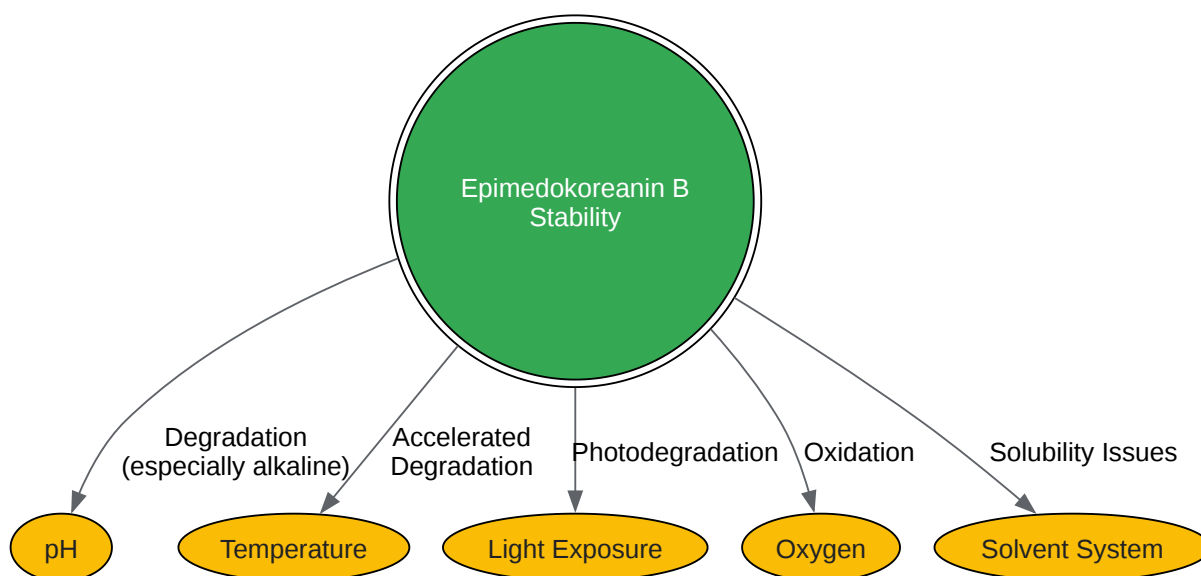 Epimedokoreanin B
Stability
Degradation
(especially alkaline)
Accelerated
Degradation
Photodegradation
Oxidation
Solubility Issues
pH
Temperature
Light Exposure
Oxygen
Solvent System